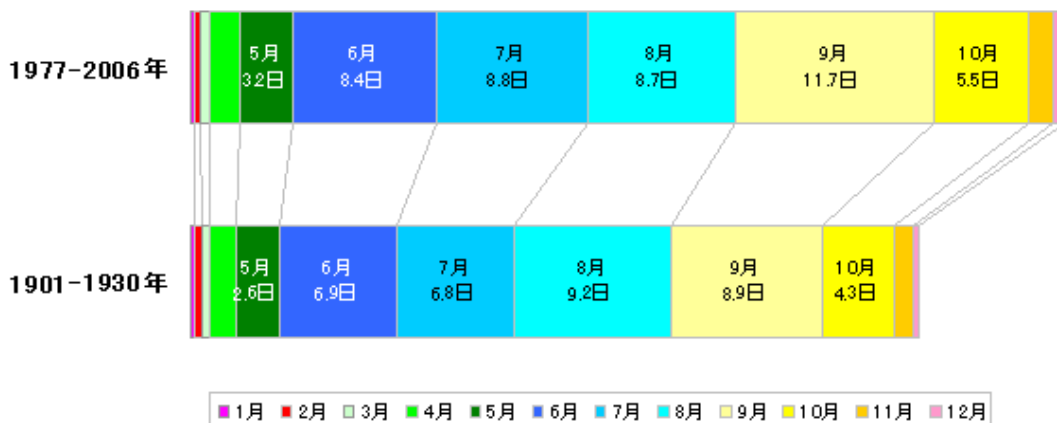 1977-2006年
5月
3.2日
6月
8.4日
7月
8.8日
8月
8.7日
9月
11.7日
10月
5.5日
1901-1930年
5月
2.6日
6月
6.9日
7月
6.8日
8月
9.2日
9月
8.9日
10月
4.3日
1月 2月 3月 4月 5月 6月 7月 8月 9月 10月 11月 12月